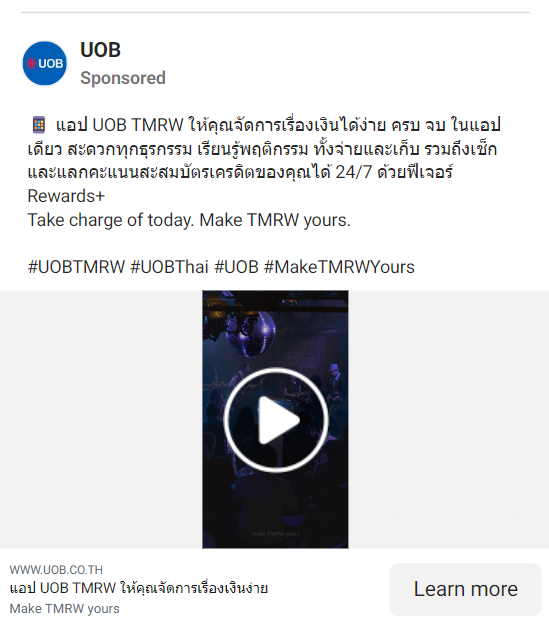 UOB
UOB
Sponsored
แอป UOB TMRW ให้คุณจัดการเรื่องเงินได้ง่าย ครบ จบ ในแอป
เดียว สะดวกทุกธุรกรรม เรียนรู้พฤติกรรม ทั้งจ่ายและเก็บ รวมถึงเช็ก
และแลกคะแนนสะสมบัตรเครดิตของคุณได้ 24/7 ด้วยฟีเจอร์
Rewards+
Take charge of today. Make TMRW yours.
#UOBTMRW #UOBThai #UOB #MakeTMRWYours
Make TMRW yours
WWW.UOB.CO.TH
แอป UOB TMRW ให้คุณจัดการเรื่องเงินง่าย
Make TMRW yours
Learn more